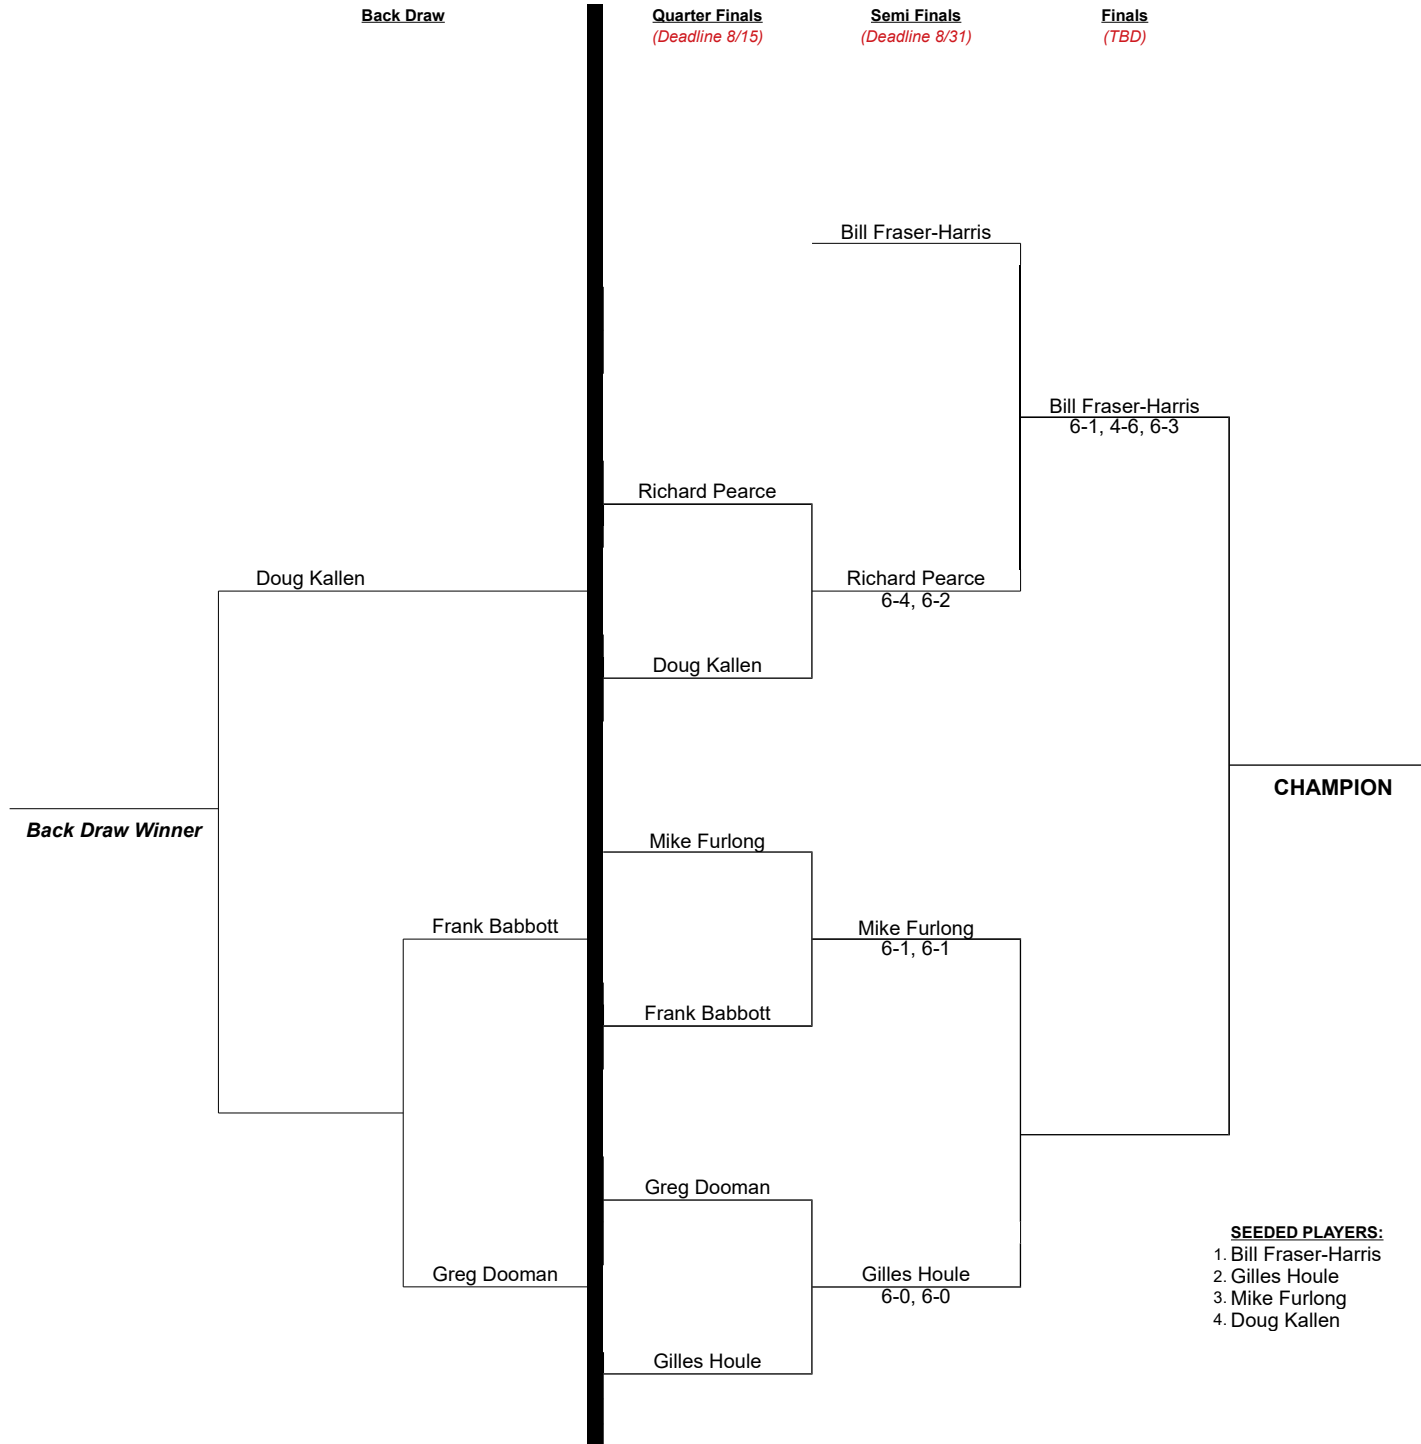 Back Draw
Quarter Finals
(Deadline 8/15)
Semi Finals
(Deadline 8/31)
Finals
(TBD)
Bill Fraser-Harris
Bill Fraser-Harris
6-1, 4-6, 6-3
Richard Pearce
Doug Kallen
Richard Pearce
6-4, 6-2
Doug Kallen
CHAMPION
Back Draw Winner
Mike Furlong
Frank Babbott
Mike Furlong
6-1, 6-1
Frank Babbott
Greg Dooman
Greg Dooman
Gilles Houle
6-0, 6-0
Gilles Houle
SEEDED PLAYERS:
1. Bill Fraser-Harris
2. Gilles Houle
3. Mike Furlong
4. Doug Kallen